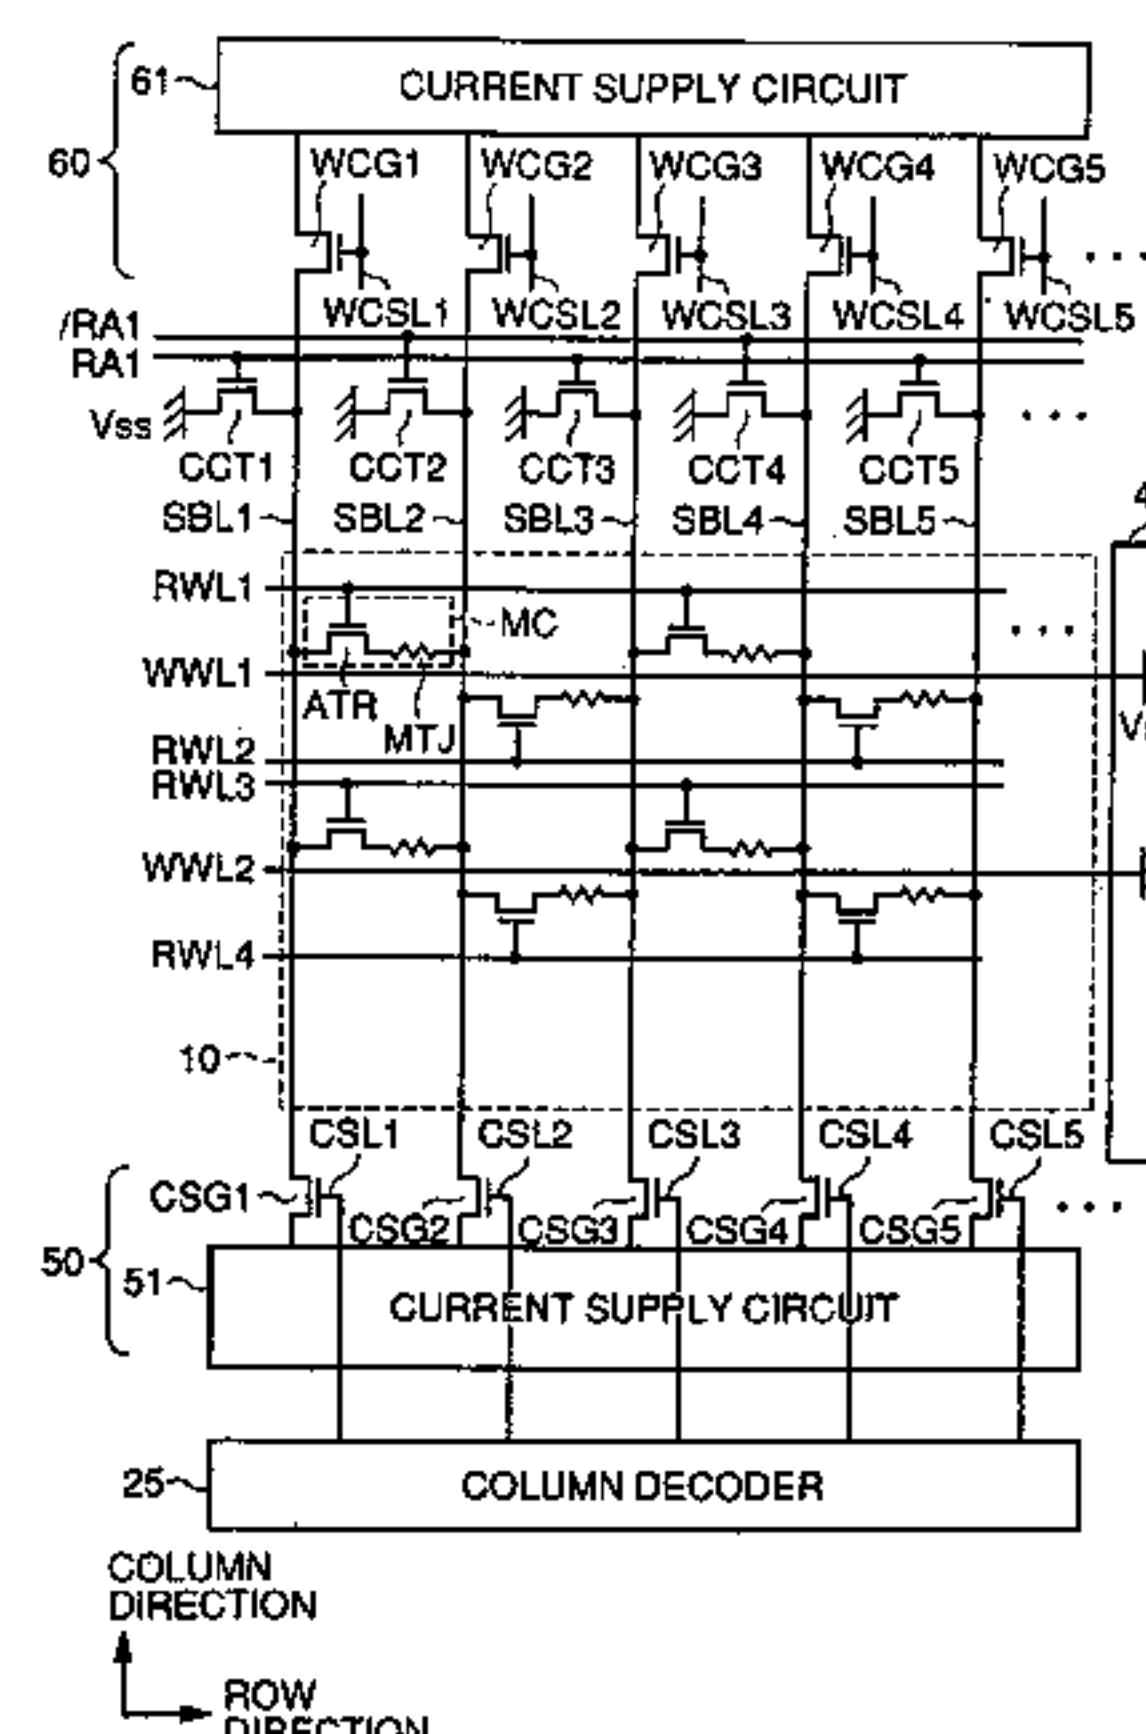 61 CURRENT SUPPLY CIRCUIT
60
WCG1 WCG2 WCG3 WCG4 WCG5
WCSL1 WCSL2 WCSL3 WCSL4 WCSL5
/RA1
RA1
Vss
CCT1 CCT2 CCT3 CCT4 CCT5
SBL1 SBL2 SBL3 SBL4 SBL5
RWL1
MC
WWL1
ATR
MTJ
RWL2
RWL3
WWL2
RWL4
10
CSL1 CSL2 CSL3 CSL4 CSL5
CSG1 CSG2 CSG3 CSG4 CSG5
50
51 CURRENT SUPPLY CIRCUIT
25 COLUMN DECODER
COLUMN
DIRECTION
ROW
DIRECTION